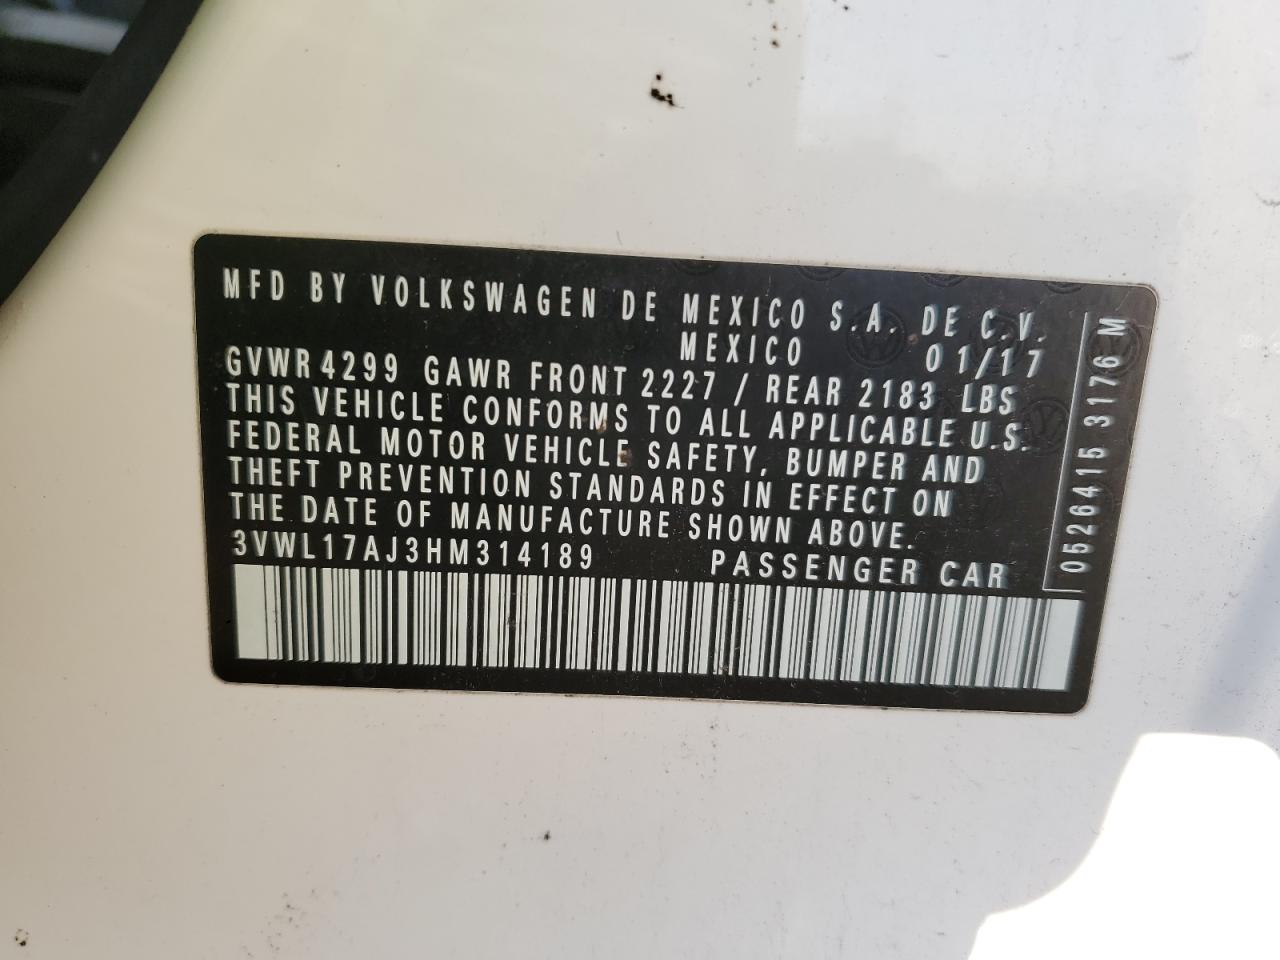 MFD BY VOLKSWAGEN DE MEXICO S.A. DE C.V.
MEXICO 01/17
GVWR 4299 GAWR FRONT 2227 / REAR 2183 LBS
THIS VEHICLE CONFORMS TO ALL APPLICABLE U.S.
FEDERAL MOTOR VEHICLE SAFETY, BUMPER AND
THEFT PREVENTION STANDARDS IN EFFECT ON
THE DATE OF MANUFACTURE SHOWN ABOVE.
3VWL17AJ3HM314189 PASSENGER CAR
0526415 3176 M